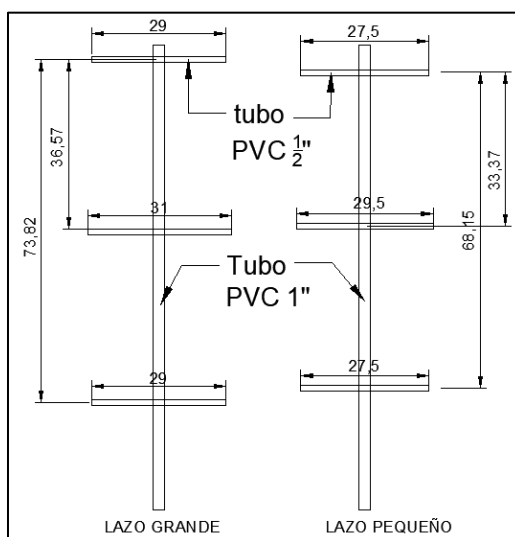 29
27,5
tubo
PVC ½"
36,57
73,82
33,37
68,15
31
29,5
Tubo
PVC 1"
29
27,5
LAZO GRANDE
LAZO PEQUEÑO